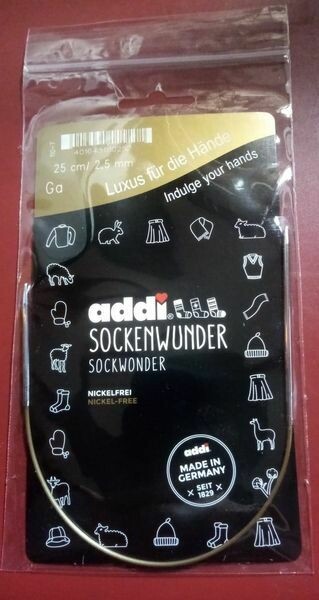 25 cm/ 2,5 mm
Ga
Luxus für die Hände
Indulge your hands
addi
SOCKENWUNDER
SOCKWONDER
NICKELFREI
NICKEL-FREE
addi
MADE IN
GERMANY
SEIT
1829